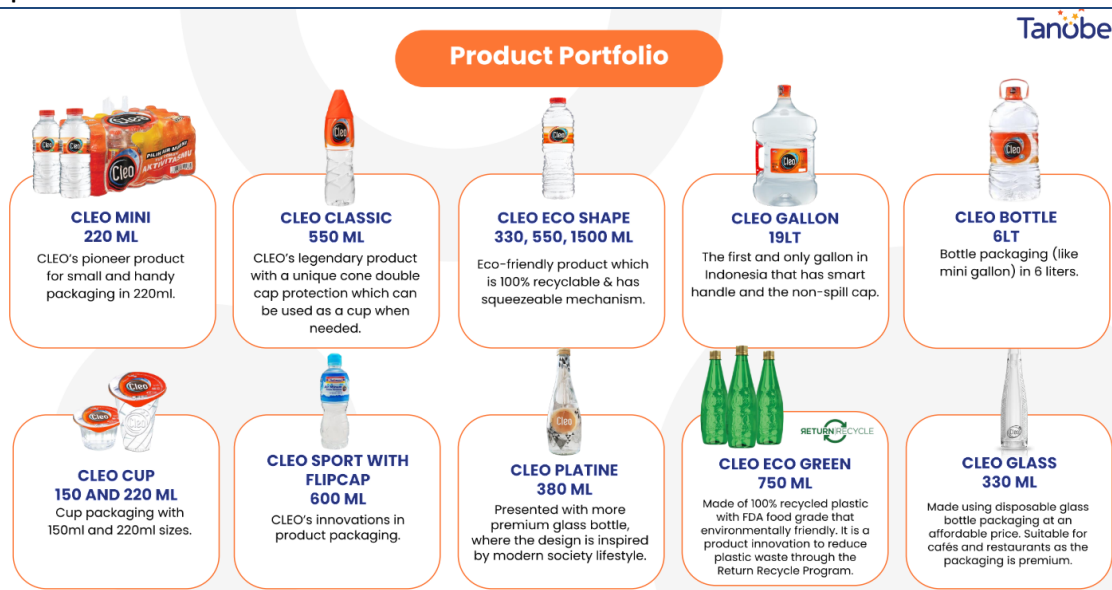 Tanobe
Product Portfolio
Cleo
AKTIVITASMU
Cleo
Cleo
Cleo
Cleo
CLEO MINI
220 ML
CLEO's pioneer product
for small and handy
packaging in 220ml.
CLEO CLASSIC
550 ML
CLEO's legendary product
with a unique cone double
cap protection which can
be used as a cup when
needed.
CLEO ECO SHAPE
330, 550, 1500 ML
Eco-friendly product which
is 100% recyclable & has
squeezeable mechanism.
CLEO GALLON
19LT
The first and only gallon in
Indonesia that has smart
handle and the non-spill cap.
CLEO BOTTLE
6LT
Bottle packaging (like
mini gallon) in 6 liters.
Cleo
Cleo
Cleo
RETURN RECYCLE
CLEO CUP
150 AND 220 ML
Cup packaging with
150ml and 220ml sizes.
CLEO SPORT WITH
FLIPCAP
600 ML
CLEO's innovations in
product packaging.
CLEO PLATINE
380 ML
Presented with more
premium glass bottle,
where the design is inspired
by modern society lifestyle.
CLEO ECO GREEN
750 ML
Made of 100% recycled plastic
with FDA food grade that
environmentally friendly. It is a
product innovation to reduce
plastic waste through the
Return Recycle Program.
CLEO GLASS
330 ML
Made using disposable glass
bottle packaging at an
affordable price. Suitable for
cafés and restaurants as the
packaging is premium.